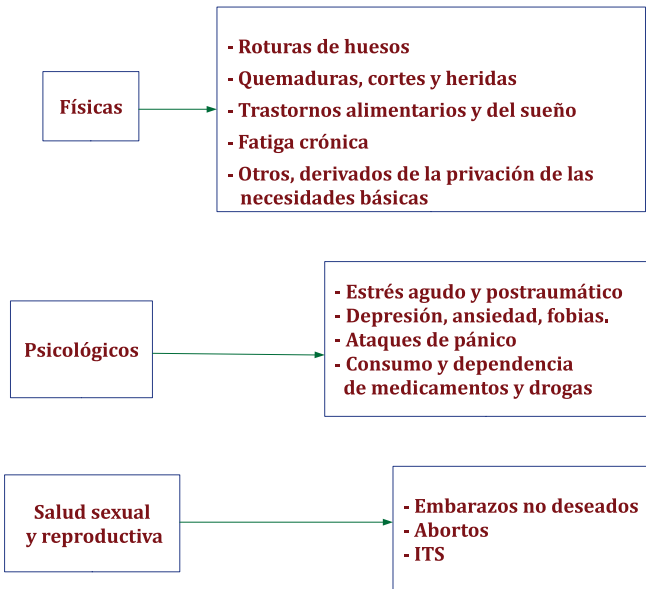 Físicas
- Roturas de huesos
- Quemaduras, cortes y heridas
- Trastornos alimentarios y del sueño
- Fatiga crónica
- Otros, derivados de la privación de las
necesidades básicas
Psicológicos
- Estrés agudo y postraumático
- Depresión, ansiedad, fobias.
- Ataques de pánico
- Consumo y dependencia
de medicamentos y drogas
Salud sexual
y reproductiva
- Embarazos no deseados
- Abortos
- ITS